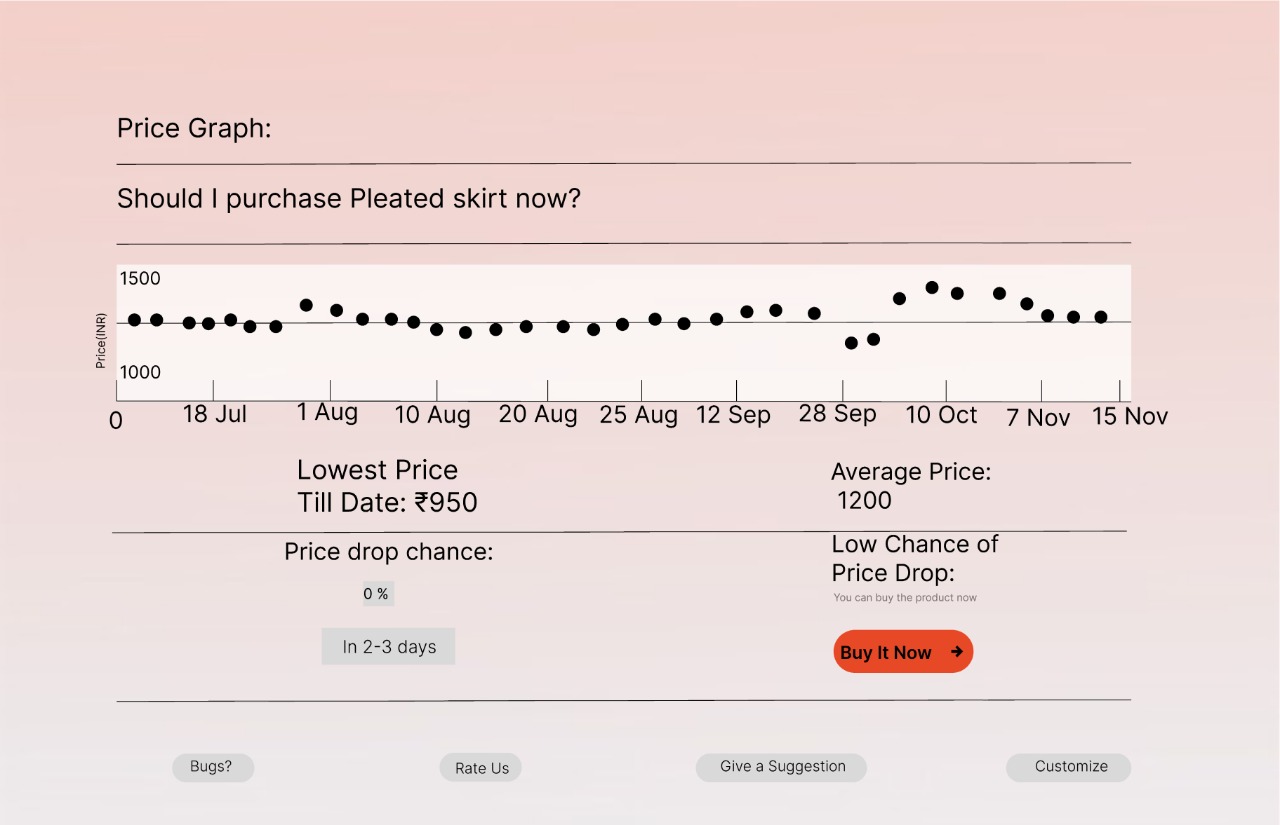 Price Graph:
Should I purchase Pleated skirt now?
1500
Price(INR)
1000
0
18 Jul
1 Aug
10 Aug
20 Aug
25 Aug
12 Sep
28 Sep
10 Oct
7 Nov
15 Nov
Lowest Price
Till Date: ₹950
Average Price:
1200
Price drop chance:
0 %
In 2-3 days
Low Chance of
Price Drop:
You can buy the product now
Buy It Now
Bugs?
Rate Us
Give a Suggestion
Customize